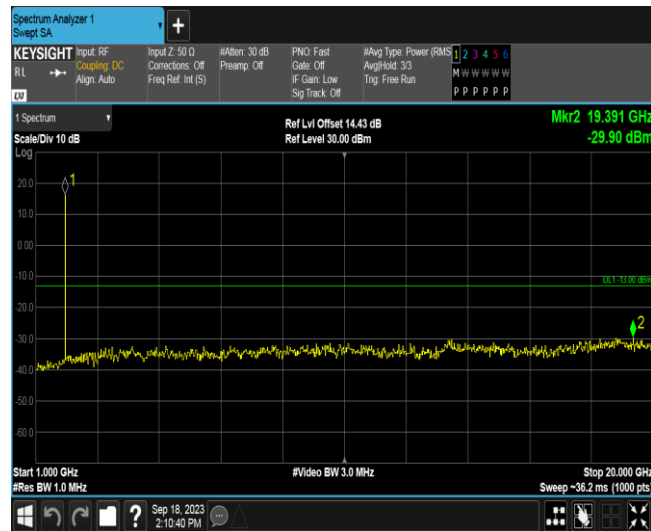 Spectrum Analyzer 1
Swept SA
+
KEYSIGHT
RL
LXI
Input: RF
Coupling: DC
Align: Auto
Input Z: 50 Ω
Corrections: Off
Freq Ref: Int (S)
#Atten: 30 dB
Preamp: Off
PNO: Fast
Gate: Off
IF Gain: Low
Sig Track: Off
#Avg Type: Power (RMS
Avg|Hold: 3/3
Trig: Free Run
1 2 3 4 5 6
M W W W W W
P P P P P P
1 Spectrum
Scale/Div 10 dB
Log
Ref Lvl Offset 14.43 dB
Ref Level 30.00 dBm
Mkr2 19.391 GHz
-29.90 dBm
1
20.0
10.0
0.00
-10.0
DL1 -13.00 dBm
-20.0
2
-30.0
-40.0
-50.0
-60.0
Start 1.000 GHz
#Video BW 3.0 MHz
Stop 20.000 GHz
#Res BW 1.0 MHz
Sweep ~36.2 ms (1000 pts)
?
Sep 18, 2023
2:10:40 PM